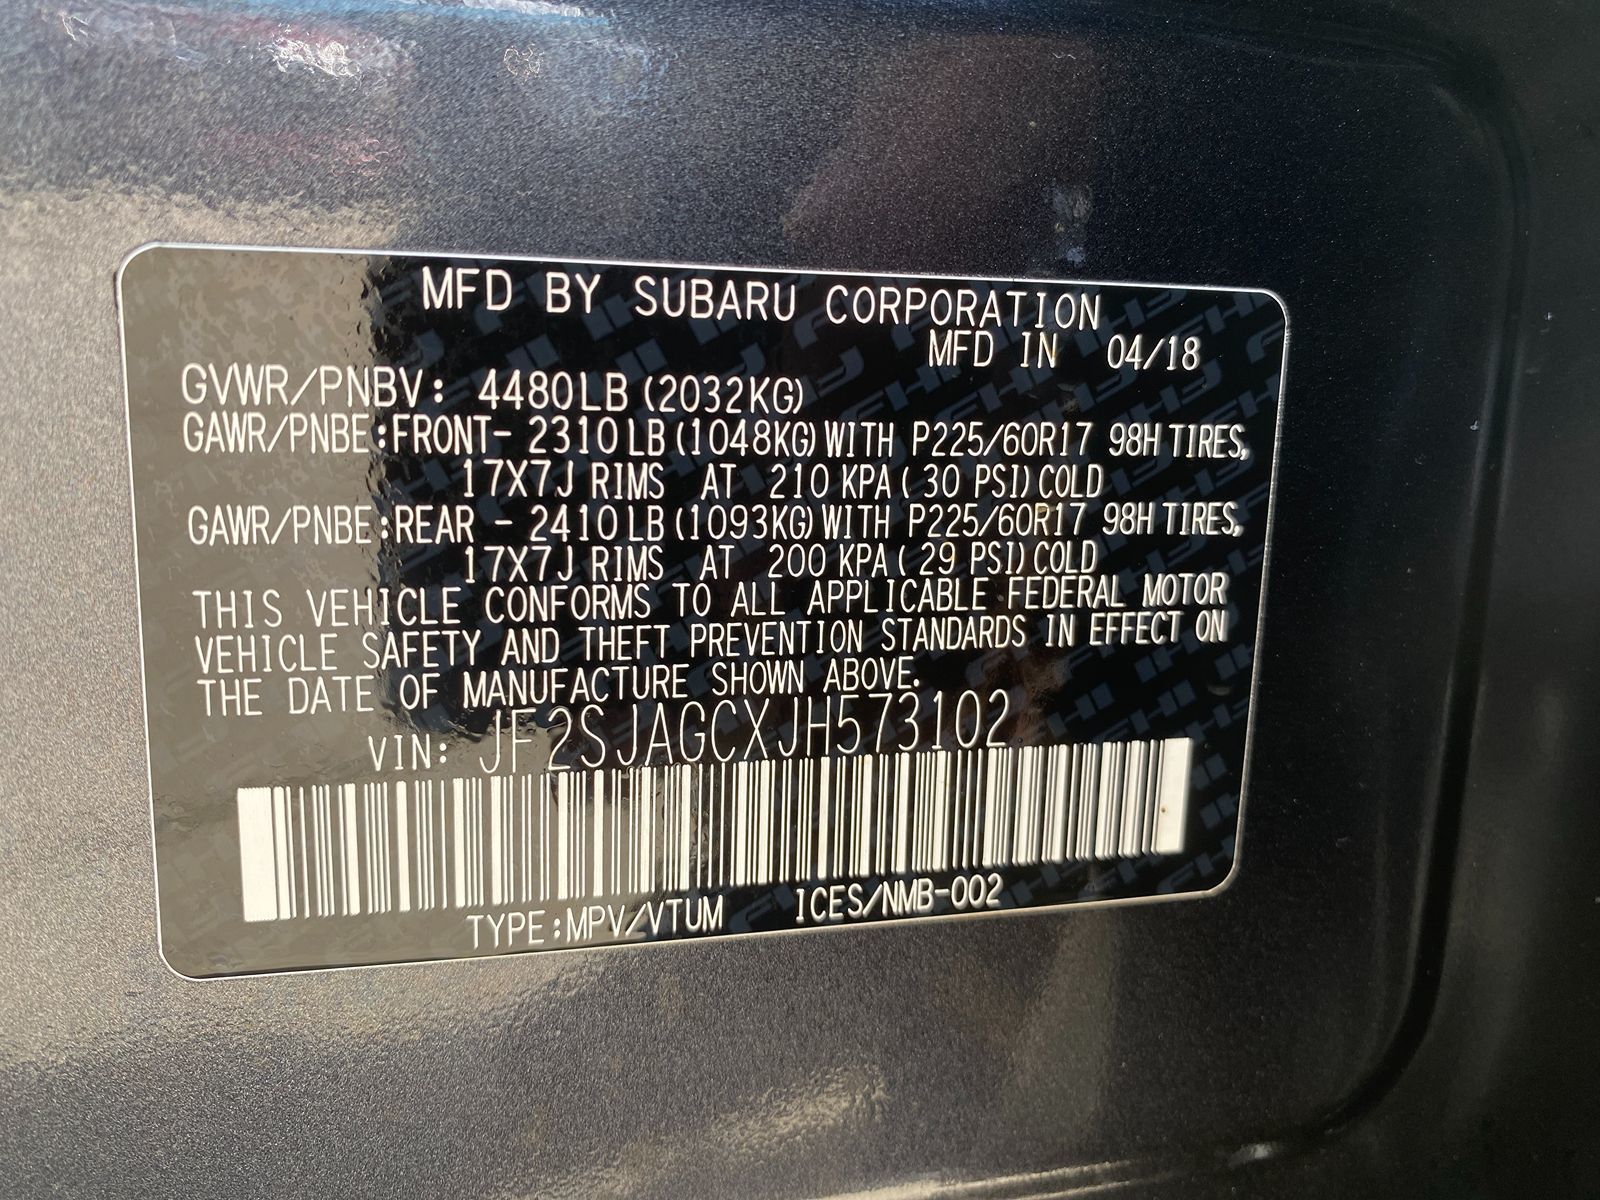 MFD BY SUBARU CORPORATION
MFD IN 04/18
GVWR/PNBV: 4480LB (2032KG)
GAWR/PNBE:FRONT- 2310LB (1048KG) WITH P225/60R17 98H TIRES,
17X7J RIMS AT 210 KPA ( 30 PSI) COLD
GAWR/PNBE:REAR - 2410LB (1093KG) WITH P225/60R17 98H TIRES,
17X7J RIMS AT 200 KPA ( 29 PSI) COLD
THIS VEHICLE CONFORMS TO ALL APPLICABLE FEDERAL MOTOR
VEHICLE SAFETY AND THEFT PREVENTION STANDARDS IN EFFECT ON
THE DATE OF MANUFACTURE SHOWN ABOVE.
VIN: JF2SJAGCXJH573102
TYPE:MPV/VTUM ICES/NMB-002